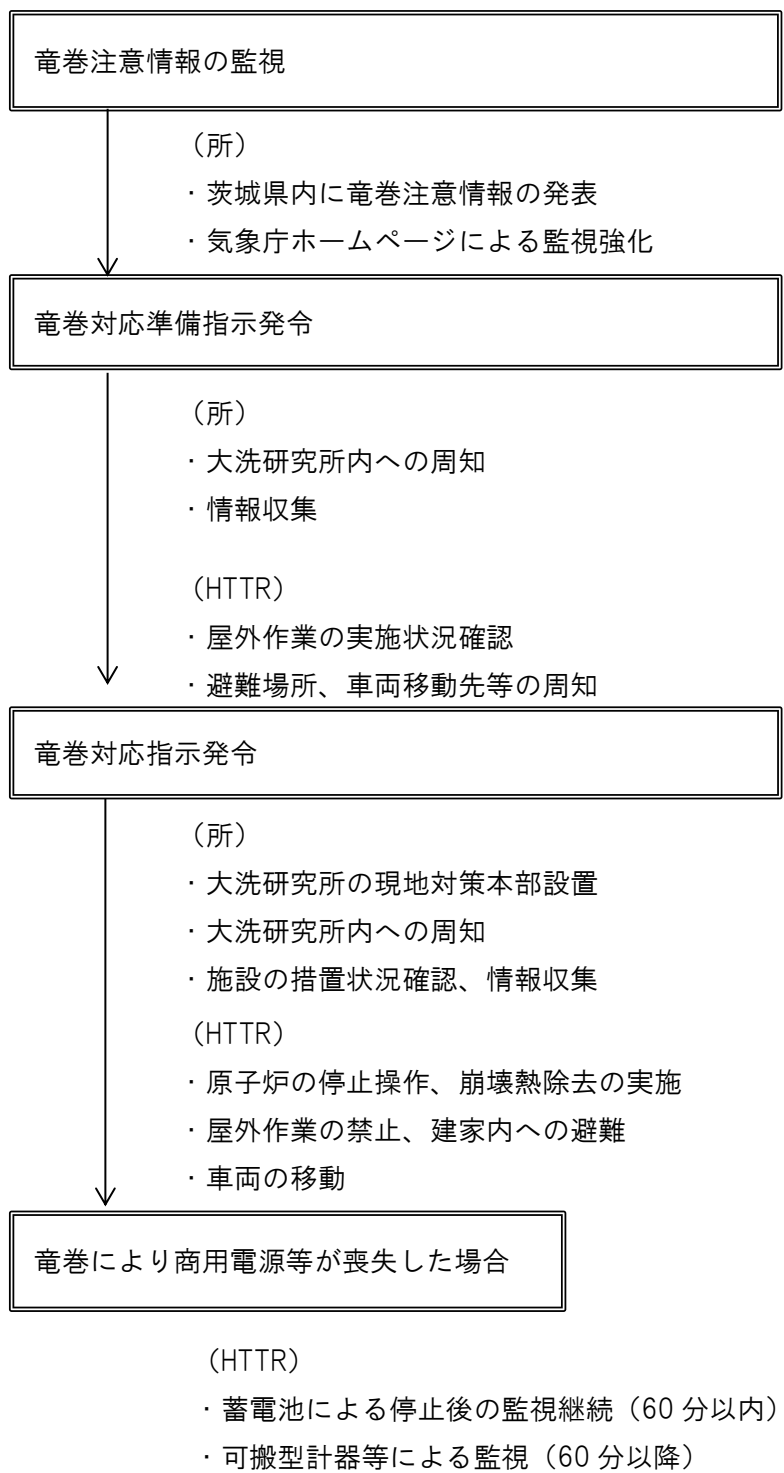 竜巻注意情報の監視
（所）
・茨城県内に竜巻注意情報の発表
・気象庁ホームページによる監視強化
竜巻対応準備指示発令
（所）
・大洗研究所内への周知
・情報収集
（HTTR）
・屋外作業の実施状況確認
・避難場所、車両移動先等の周知
竜巻対応指示発令
（所）
・大洗研究所の現地対策本部設置
・大洗研究所内への周知
・施設の措置状況確認、情報収集
（HTTR）
・原子炉の停止操作、崩壊熱除去の実施
・屋外作業の禁止、建家内への避難
・車両の移動
竜巻により商用電源等が喪失した場合
（HTTR）
・蓄電池による停止後の監視継続（60 分以内）
・可搬型計器等による監視（60 分以降）